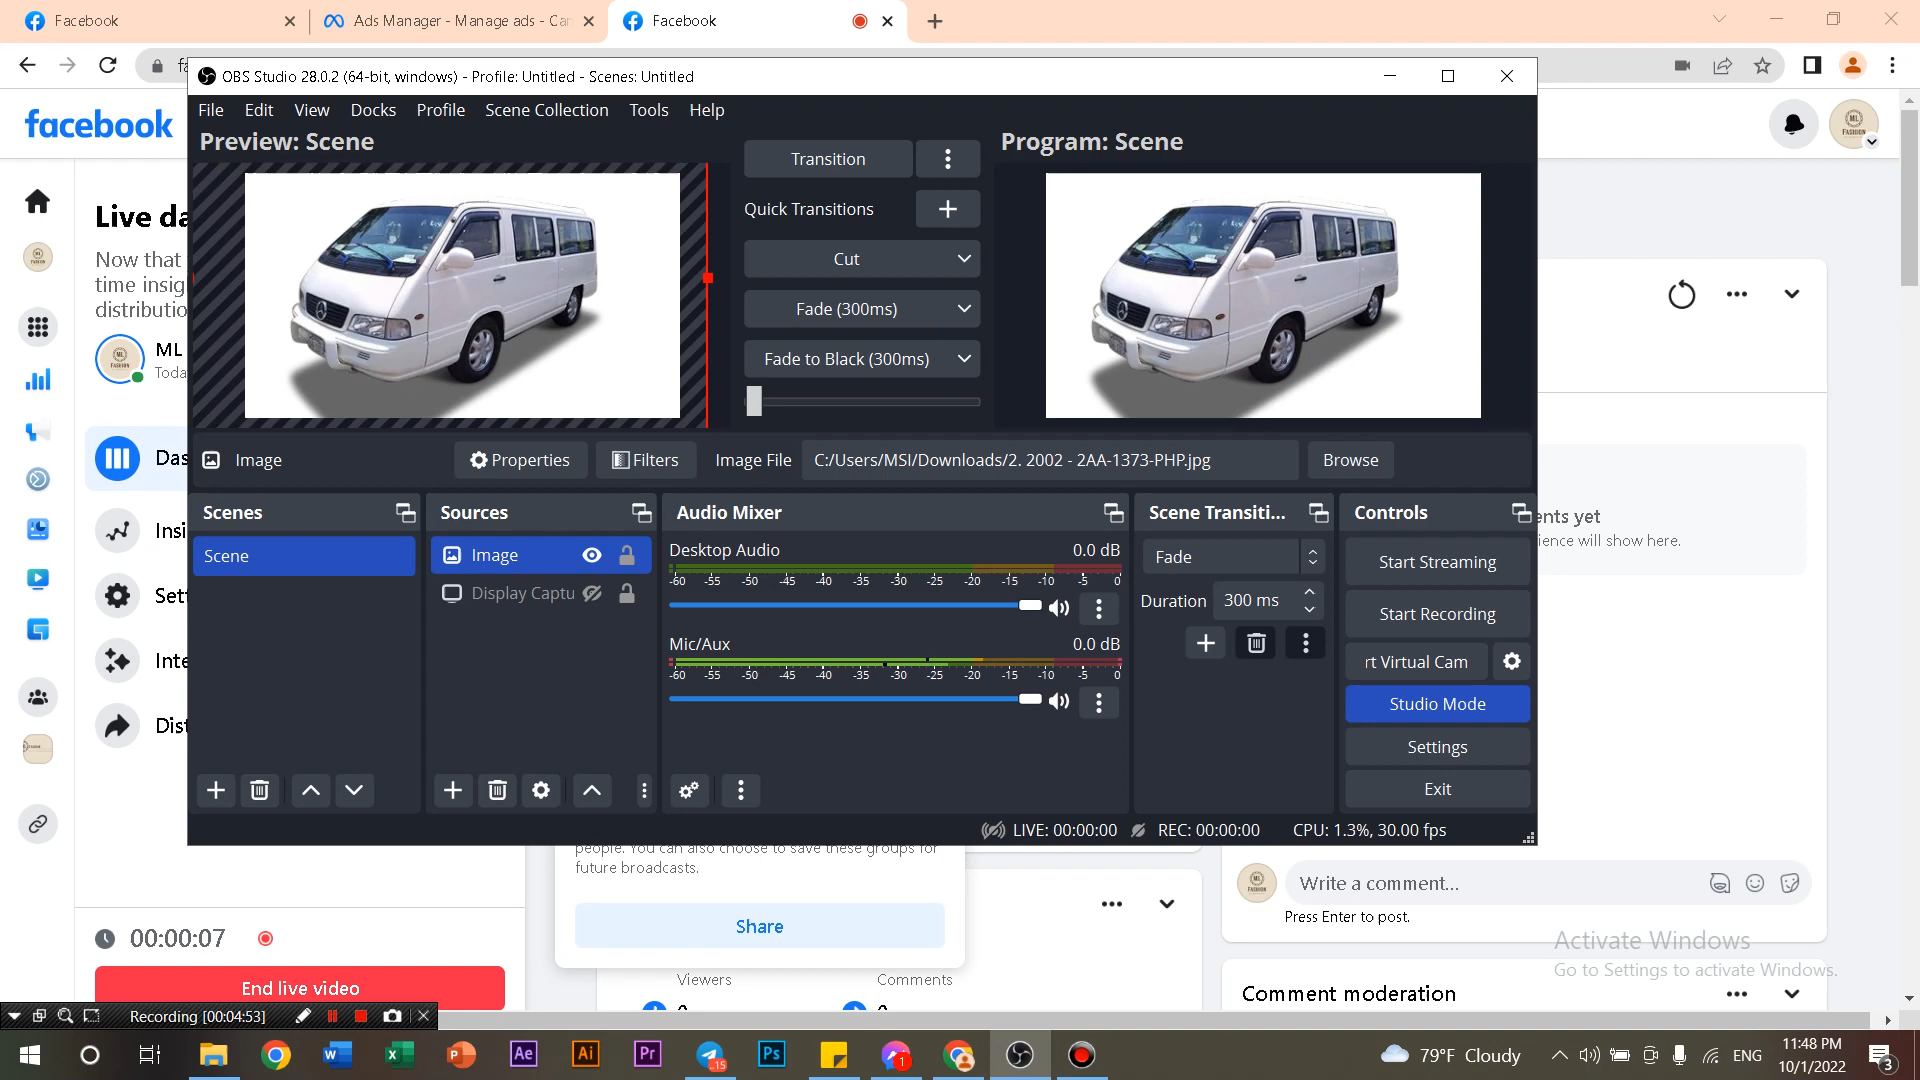 Facebook
Ads Manager - Manage ads - Can
Facebook
OBS Studio 28.0.2 (64-bit, windows) - Profile: Untitled - Scenes: Untitled
File Edit View Docks Profile Scene Collection Tools Help
facebook
Preview: Scene
Transition
Program: Scene
Quick Transitions
Cut
Fade (300ms)
Fade to Black (300ms)
Live da
Now that
time insig
distributio
ML
Toda
Das
Insi
Sett
Inte
Dist
Image
Properties
Filters
Image File
C:/Users/MSI/Downloads/2. 2002 - 2AA-1373-PHP.jpg
Browse
Scenes
Scene
Sources
Image
Display Captu
Audio Mixer
Desktop Audio 0.0 dB
-60 -55 -50 -45 -40 -35 -30 -25 -20 -15 -10 -5 0
Mic/Aux 0.0 dB
-60 -55 -50 -45 -40 -35 -30 -25 -20 -15 -10 -5 0
Scene Transiti...
Fade
Duration 300 ms
Controls
Start Streaming
Start Recording
rt Virtual Cam
Studio Mode
Settings
Exit
LIVE: 00:00:00 REC: 00:00:00 CPU: 1.3%, 30.00 fps
ents yet
ience will show here.
people. You can also choose to save these groups for
future broadcasts.
Share
Viewers
Comments
Write a comment...
Press Enter to post.
Activate Windows
Go to Settings to activate Windows.
Comment moderation
00:00:07
End live video
Recording [00:04:53]
79°F Cloudy
ENG
11:48 PM
10/1/2022
3